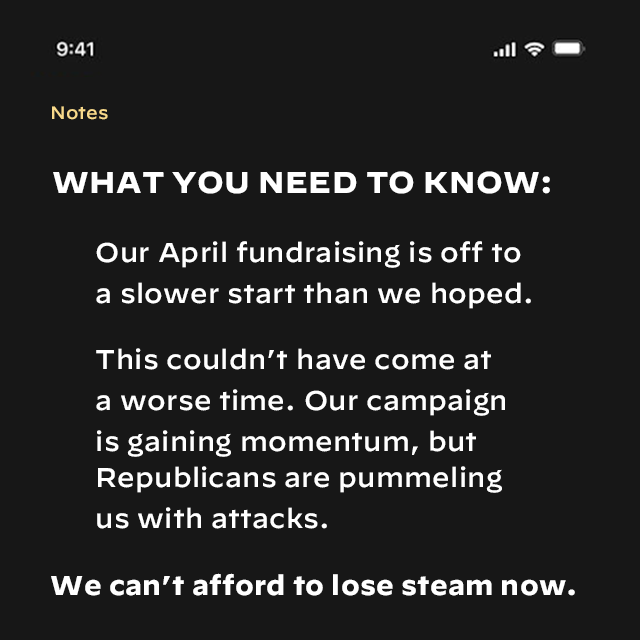 9:41
Notes
WHAT YOU NEED TO KNOW:
Our April fundraising is off to
a slower start than we hoped.
This couldn’t have come at
a worse time. Our campaign
is gaining momentum, but
Republicans are pummeling
us with attacks.
We can’t afford to lose steam now.